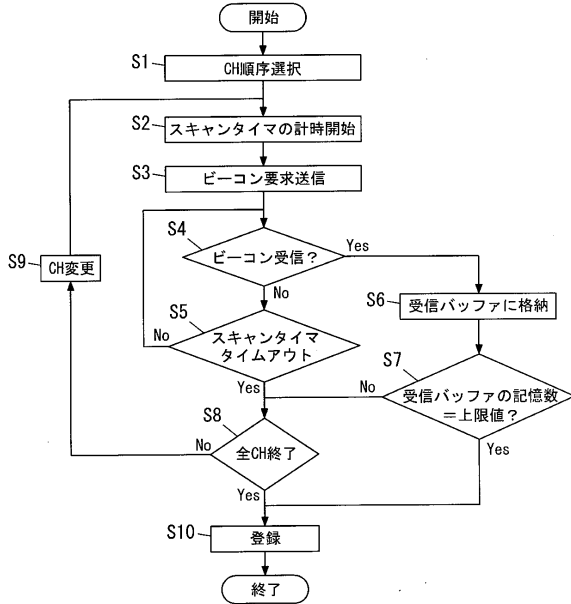 開始
S1
CH順序選択
S2
スキャンタイマの計時開始
S3
ビーコン要求送信
S4
ビーコン受信?
Yes
No
S9
CH変更
S6
受信バッファに格納
S5
スキャンタイマ
タイムアウト
No
Yes
S7
受信バッファの記憶数
=上限値?
No
Yes
S8
全CH終了
No
Yes
S10
登録
終了